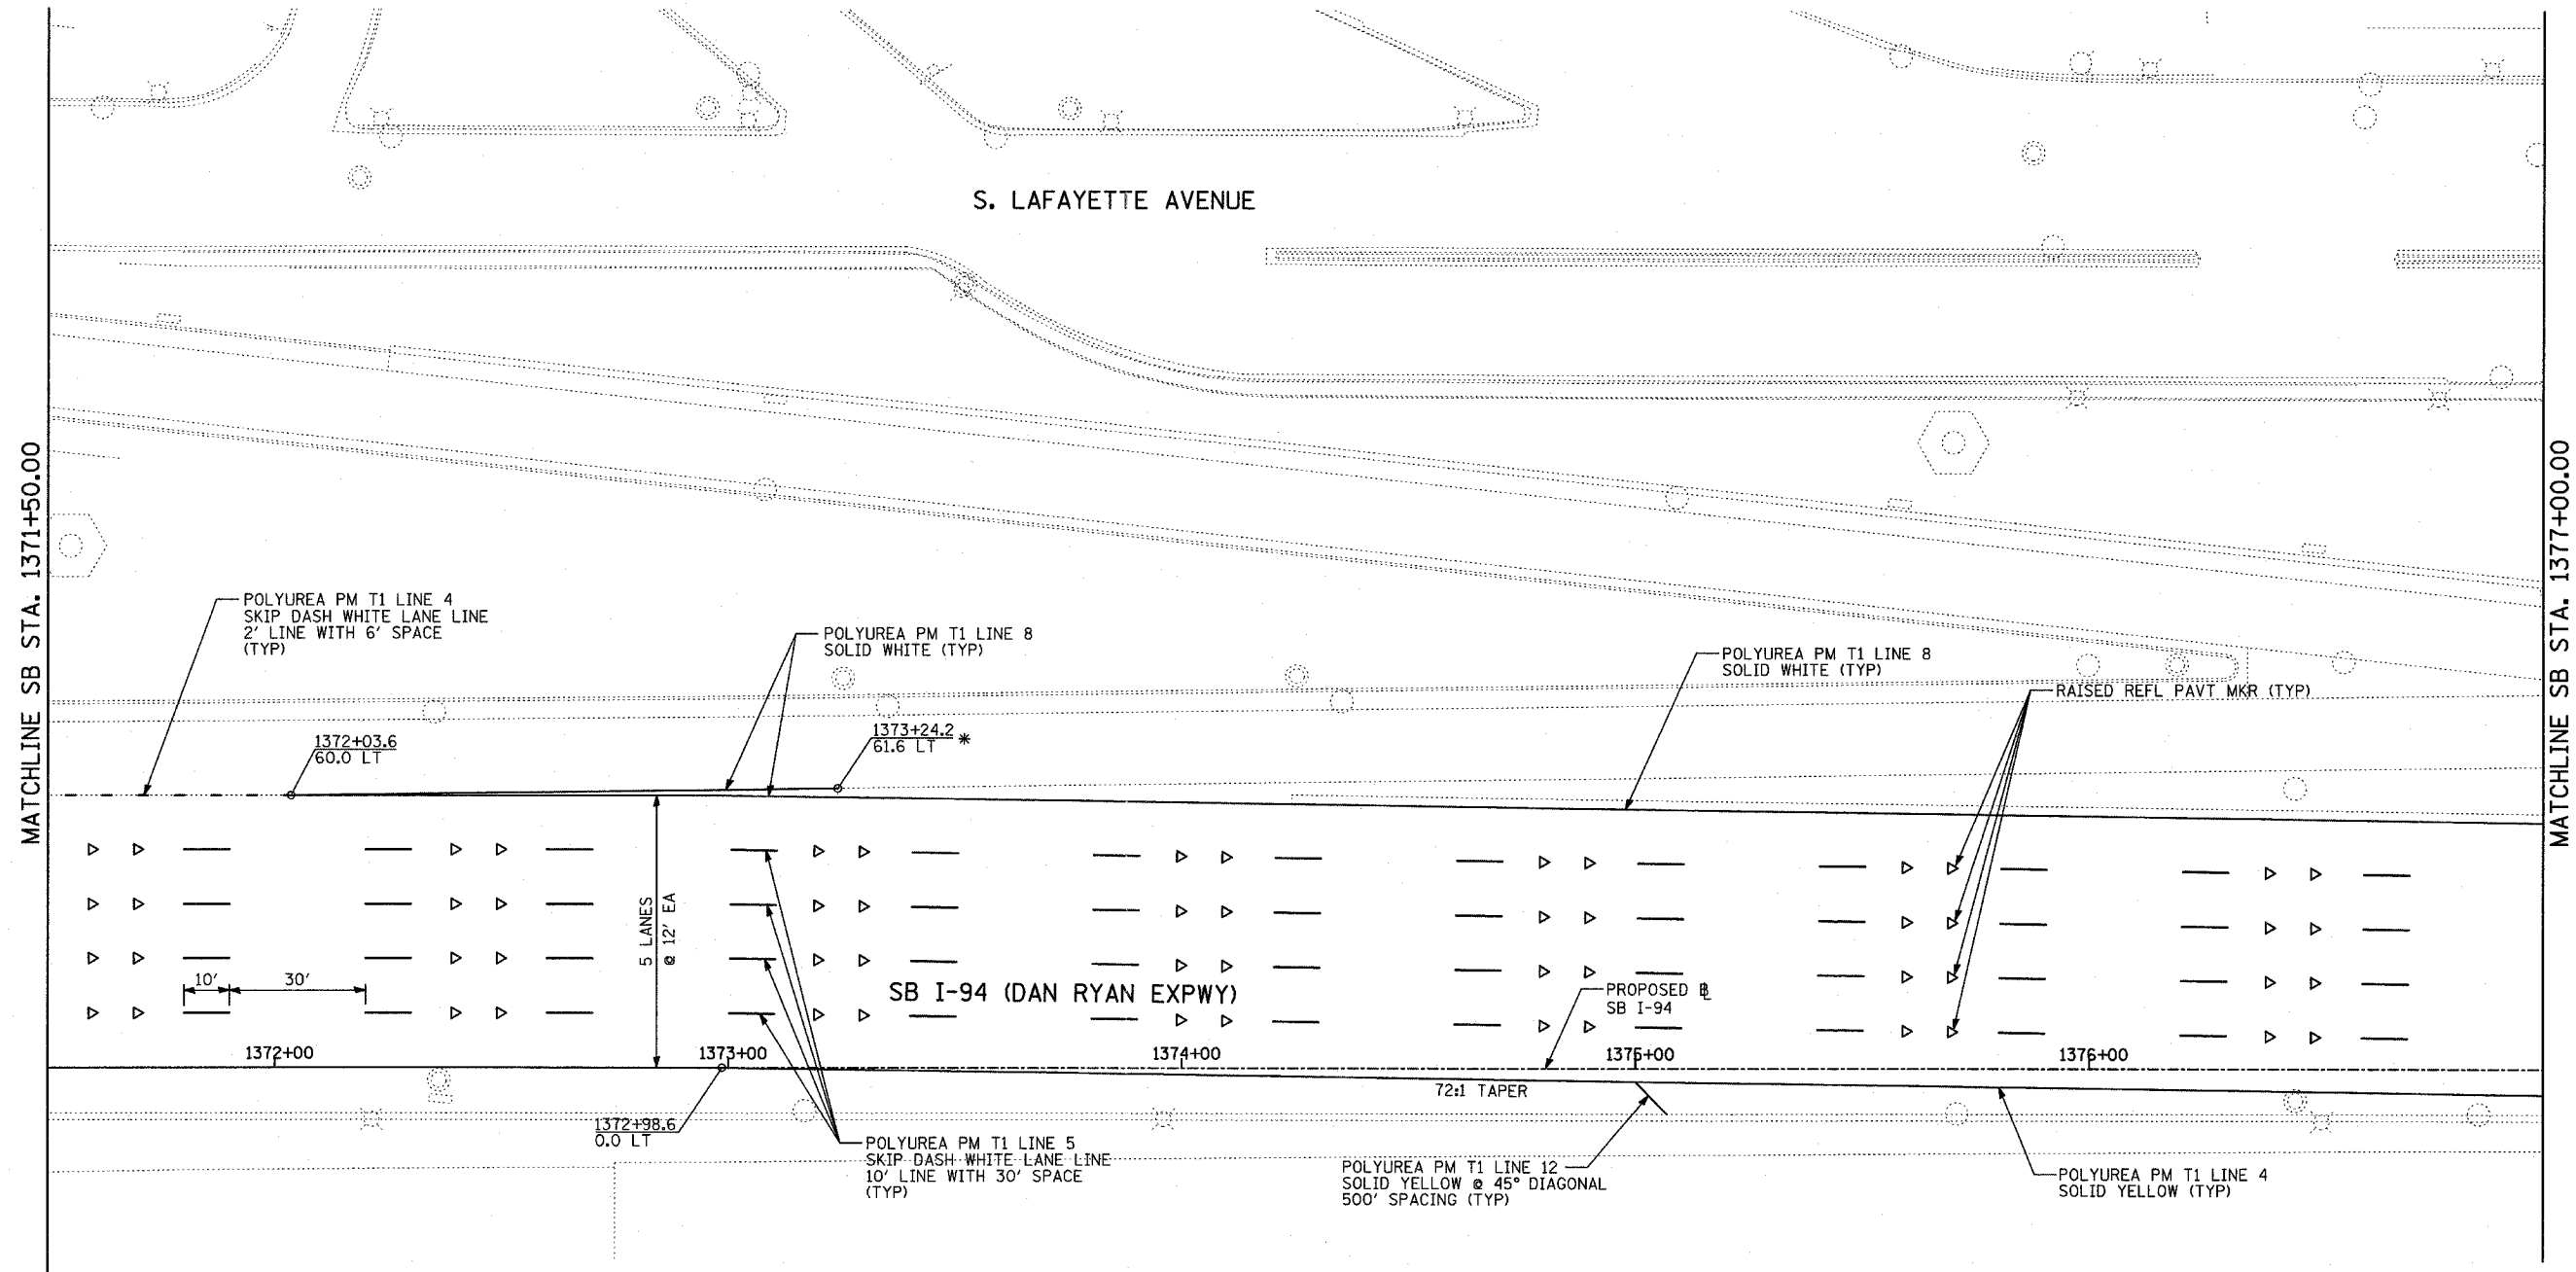 S. LAFAYETTE AVENUE
MATCHLINE SB STA. 1371+50.00
MATCHLINE SB STA. 1377+00.00
POLYUREA PM T1 LINE 4
SKIP DASH WHITE LANE LINE
2' LINE WITH 6' SPACE
(TYP)
POLYUREA PM T1 LINE 8
SOLID WHITE (TYP)
POLYUREA PM T1 LINE 8
SOLID WHITE (TYP)
RAISED REFL PAVT MKR (TYP)
1372+03.6
60.0 LT
1373+24.2 *
61.6 LT
5 LANES
@ 12' EA
10'
30'
SB I-94 (DAN RYAN EXPWY)
PROPOSED BL
SB I-94
1372+00
1373+00
1374+00
1375+00
1376+00
72:1 TAPER
1372+98.6
0.0 LT
POLYUREA PM T1 LINE 5
SKIP DASH WHITE LANE LINE
10' LINE WITH 30' SPACE
(TYP)
POLYUREA PM T1 LINE 12
SOLID YELLOW @ 45° DIAGONAL
500' SPACING (TYP)
POLYUREA PM T1 LINE 4
SOLID YELLOW (TYP)